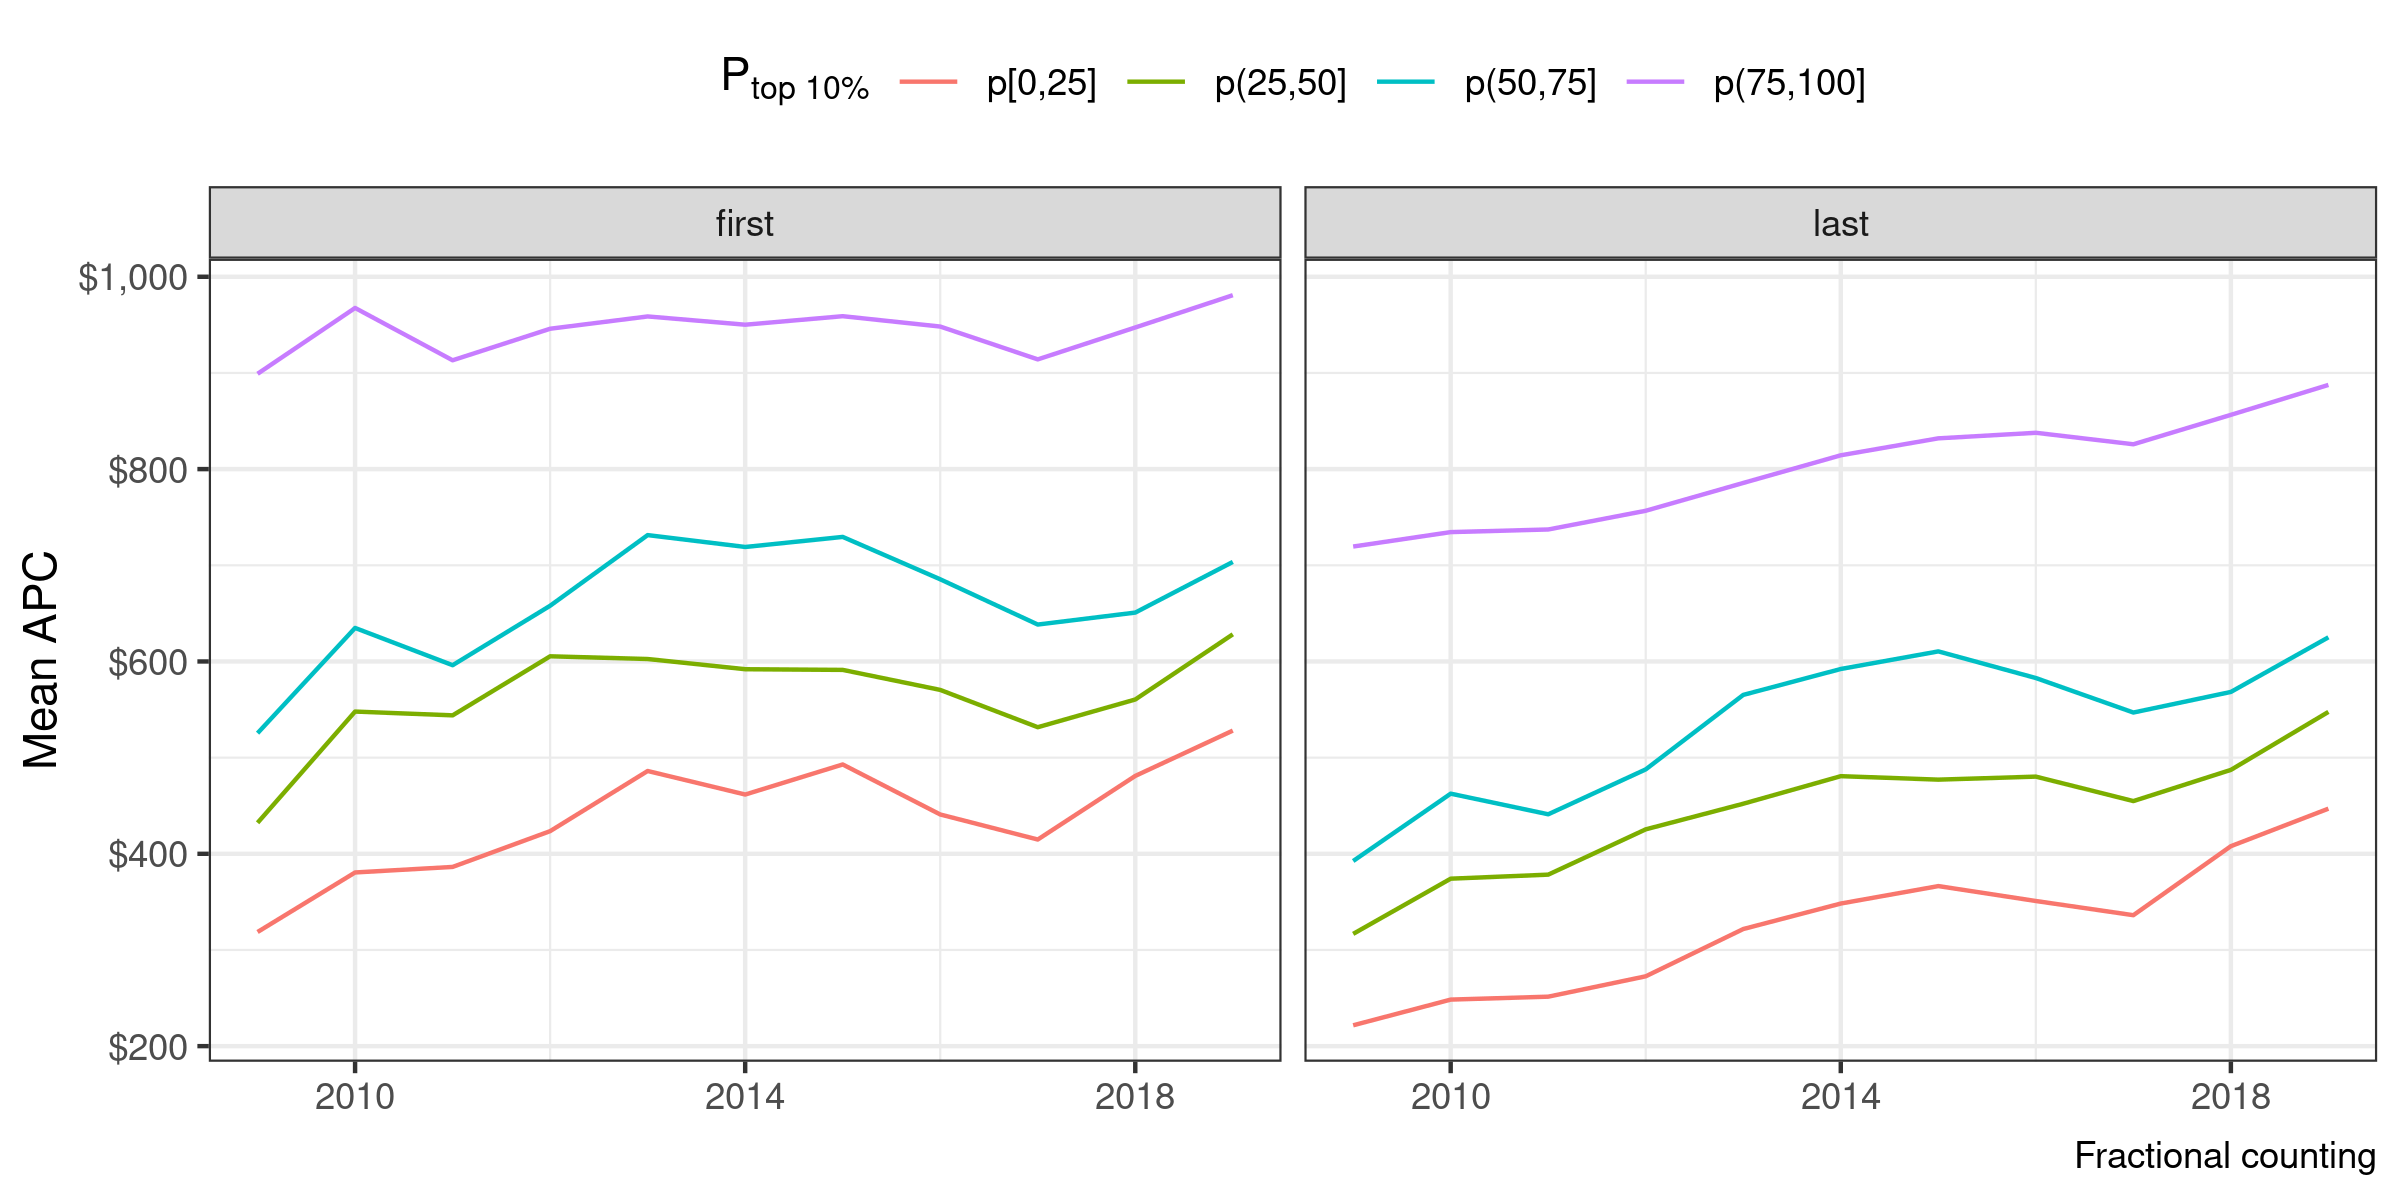 P top 10% p[0,25] p(25,50] p(50,75] p(75,100]
first
last
Mean APC
$1,000
$800
$600
$400
$200
2010 2014 2018
2010 2014 2018
Fractional counting